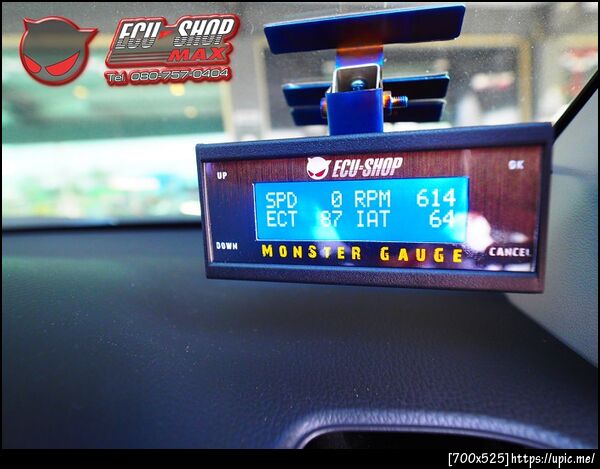 ECU-SHOP
MAX
Tel 080-757-0404
ECU-SHOP
UP
OK
SPD 0 RPM 614
ECT 87 IAT 64
DOWN
CANCEL
MONSTER GAUGE
[700x525]https://upic.me/